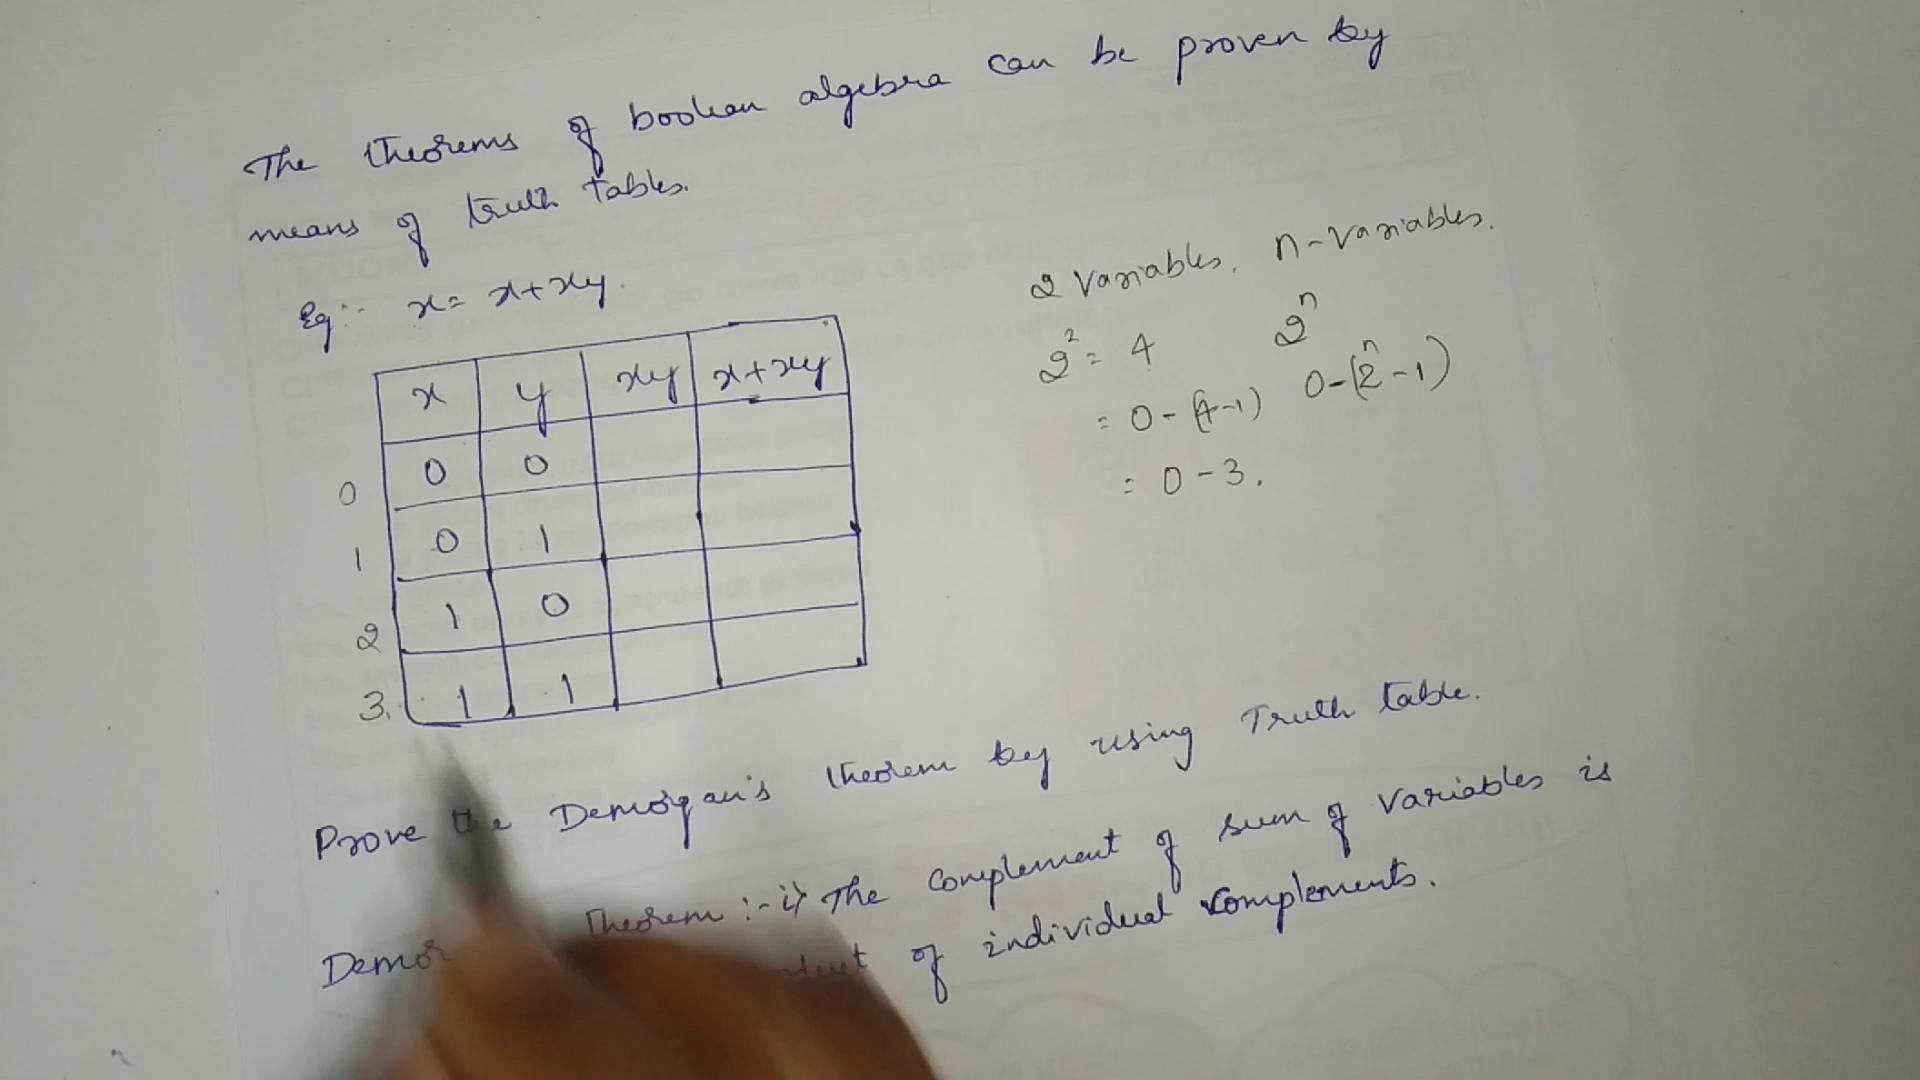 The theorems of boolean algebra can be proven by
means of truth tables.
Eg:- x = x+xy.
2 variables. n-variables.
2² = 4 2ⁿ
= 0-(4-1) 0-(2ⁿ-1)
= 0-3.
x y xy x+xy
0 0 0
1 0 1
2 1 0
3. 1 1
Prove the Demorgan's theorem by using Truth table.
Theorem :- i) The complement of sum of variables is
of individual complements.